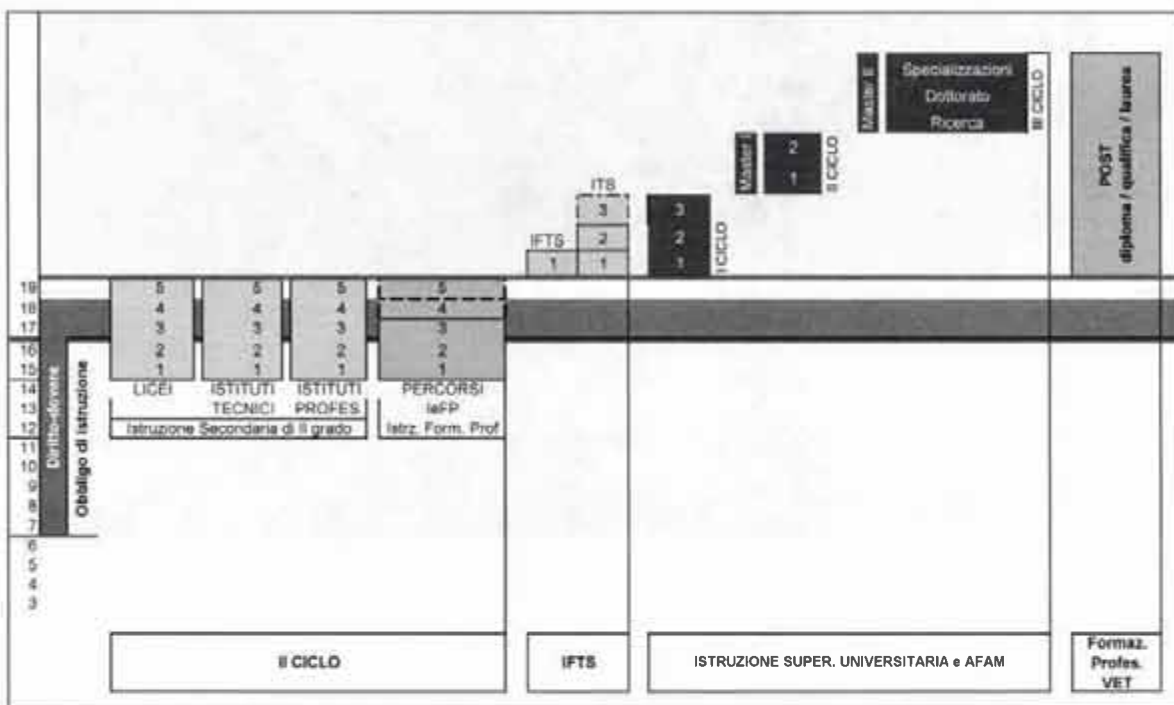 Master II
Specializzazioni
Dottorato
Ricerca
III CICLO
Master I
2
1
II CICLO
ITS
3
2
1
IFTS
1
3
2
1
I CICLO
POST
diploma / qualifica / laurea
19
18
17
16
15
14
13
12
11
10
9
8
7
6
5
4
3
Diritto-dovere
Obbligo di istruzione
5
4
3
2
1
LICEI
5
4
3
2
1
ISTITUTI
TECNICI
5
4
3
2
1
ISTITUTI
PROFES.
Istruzione Secondaria di II grado
5
4
3
2
1
PERCORSI
IeFP
Istrz. Form. Prof
II CICLO
IFTS
ISTRUZIONE SUPER. UNIVERSITARIA e AFAM
Formaz.
Profes.
VET